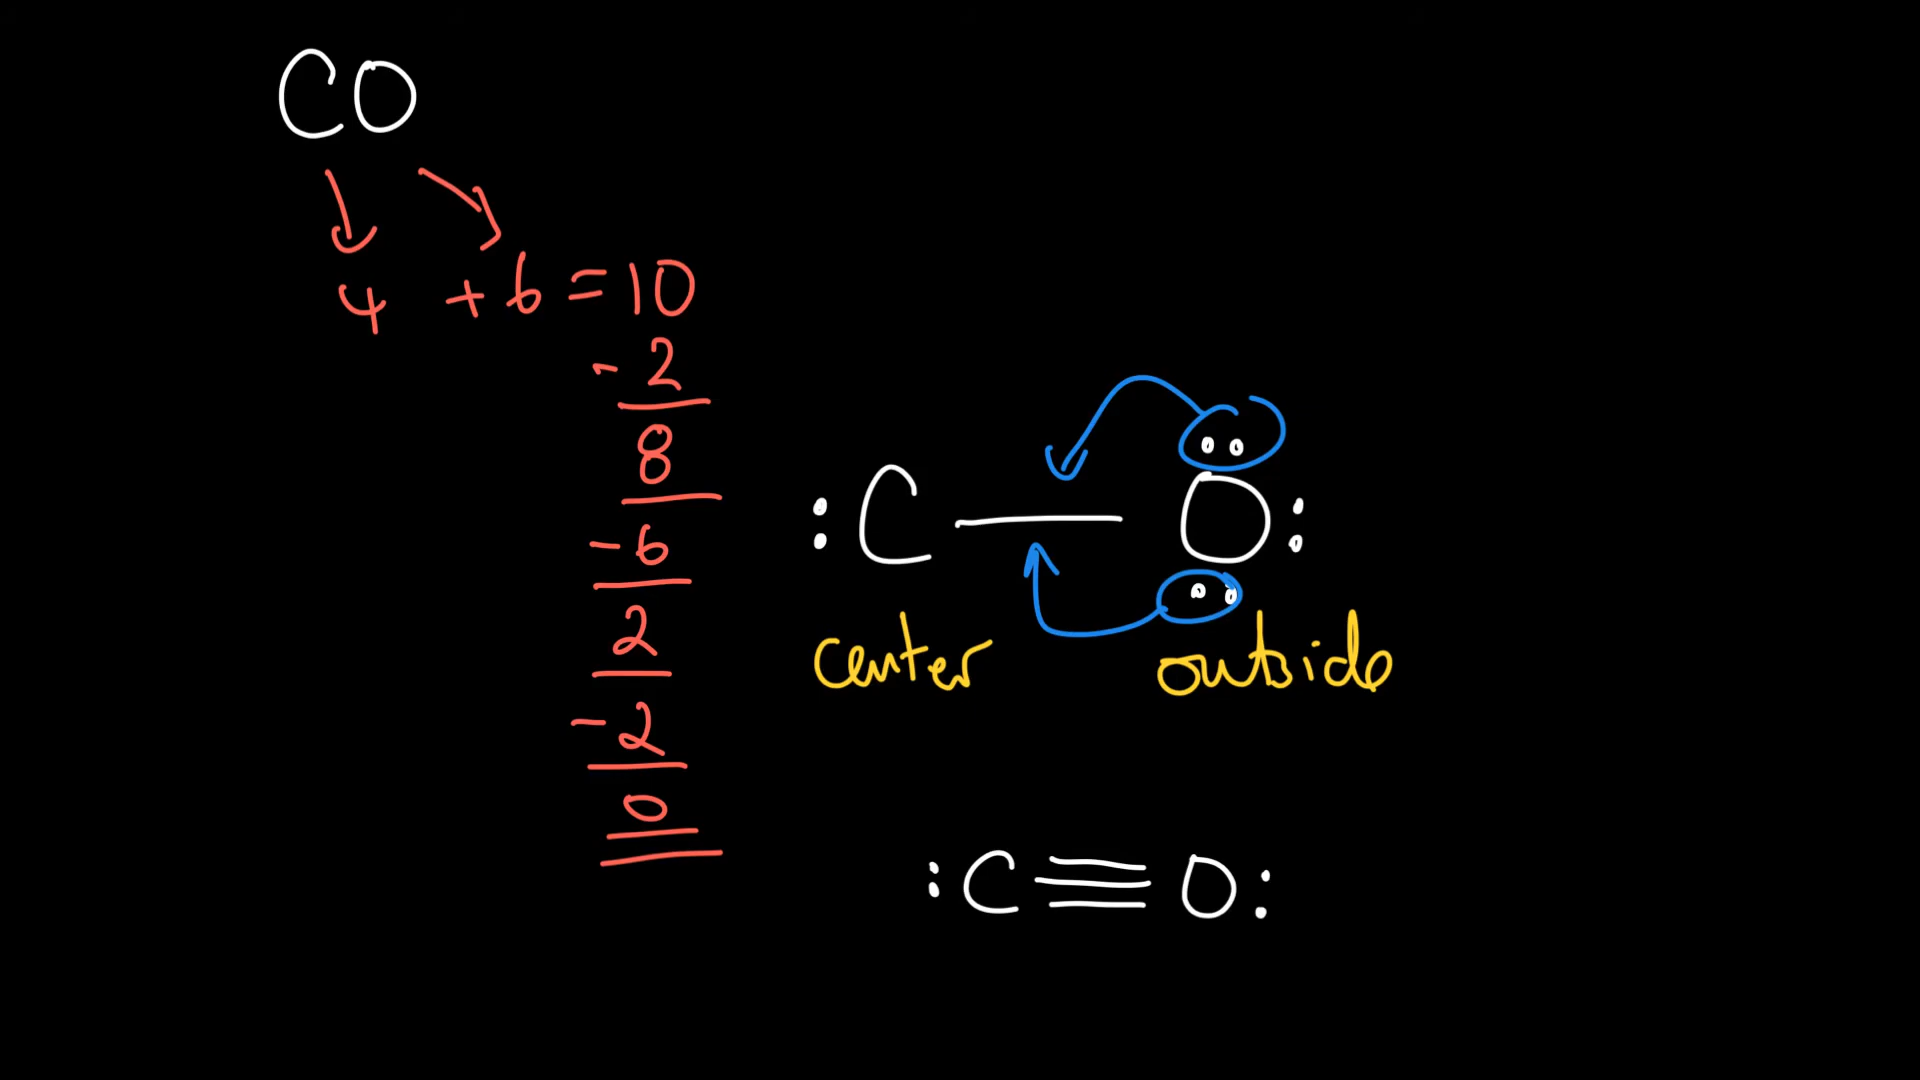 CO
4 + 6 = 10
- 2
8
- 6
2
- 2
0
:C — O:
center outside
:C≡O: